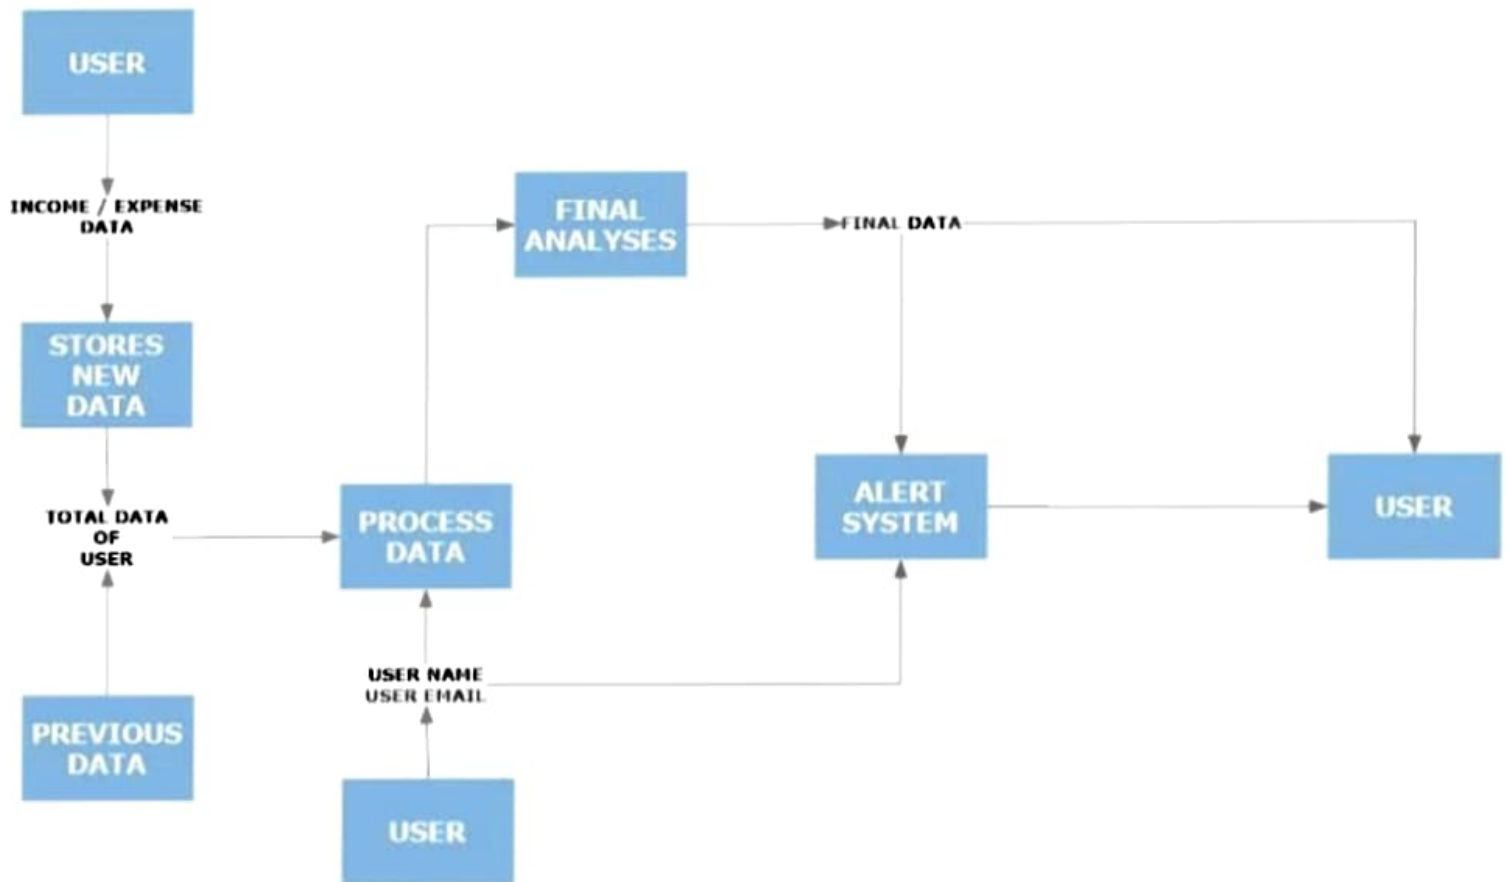 USER
INCOME / EXPENSE
DATA
STORES
NEW
DATA
TOTAL DATA
OF
USER
PREVIOUS
DATA
FINAL
ANALYSES
FINAL DATA
PROCESS
DATA
USER NAME
USER EMAIL
USER
ALERT
SYSTEM
USER